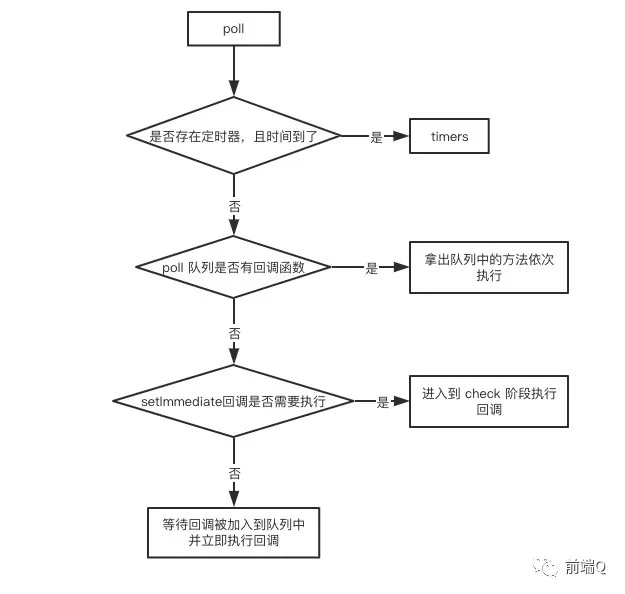 poll
是否存在定时器，且时间到了
是
timers
否
poll 队列是否有回调函数
是
拿出队列中的方法依次
执行
否
setImmediate回调是否需要执行
是
进入到 check 阶段执行
回调
否
等待回调被加入到队列中
并立即执行回调
前端Q